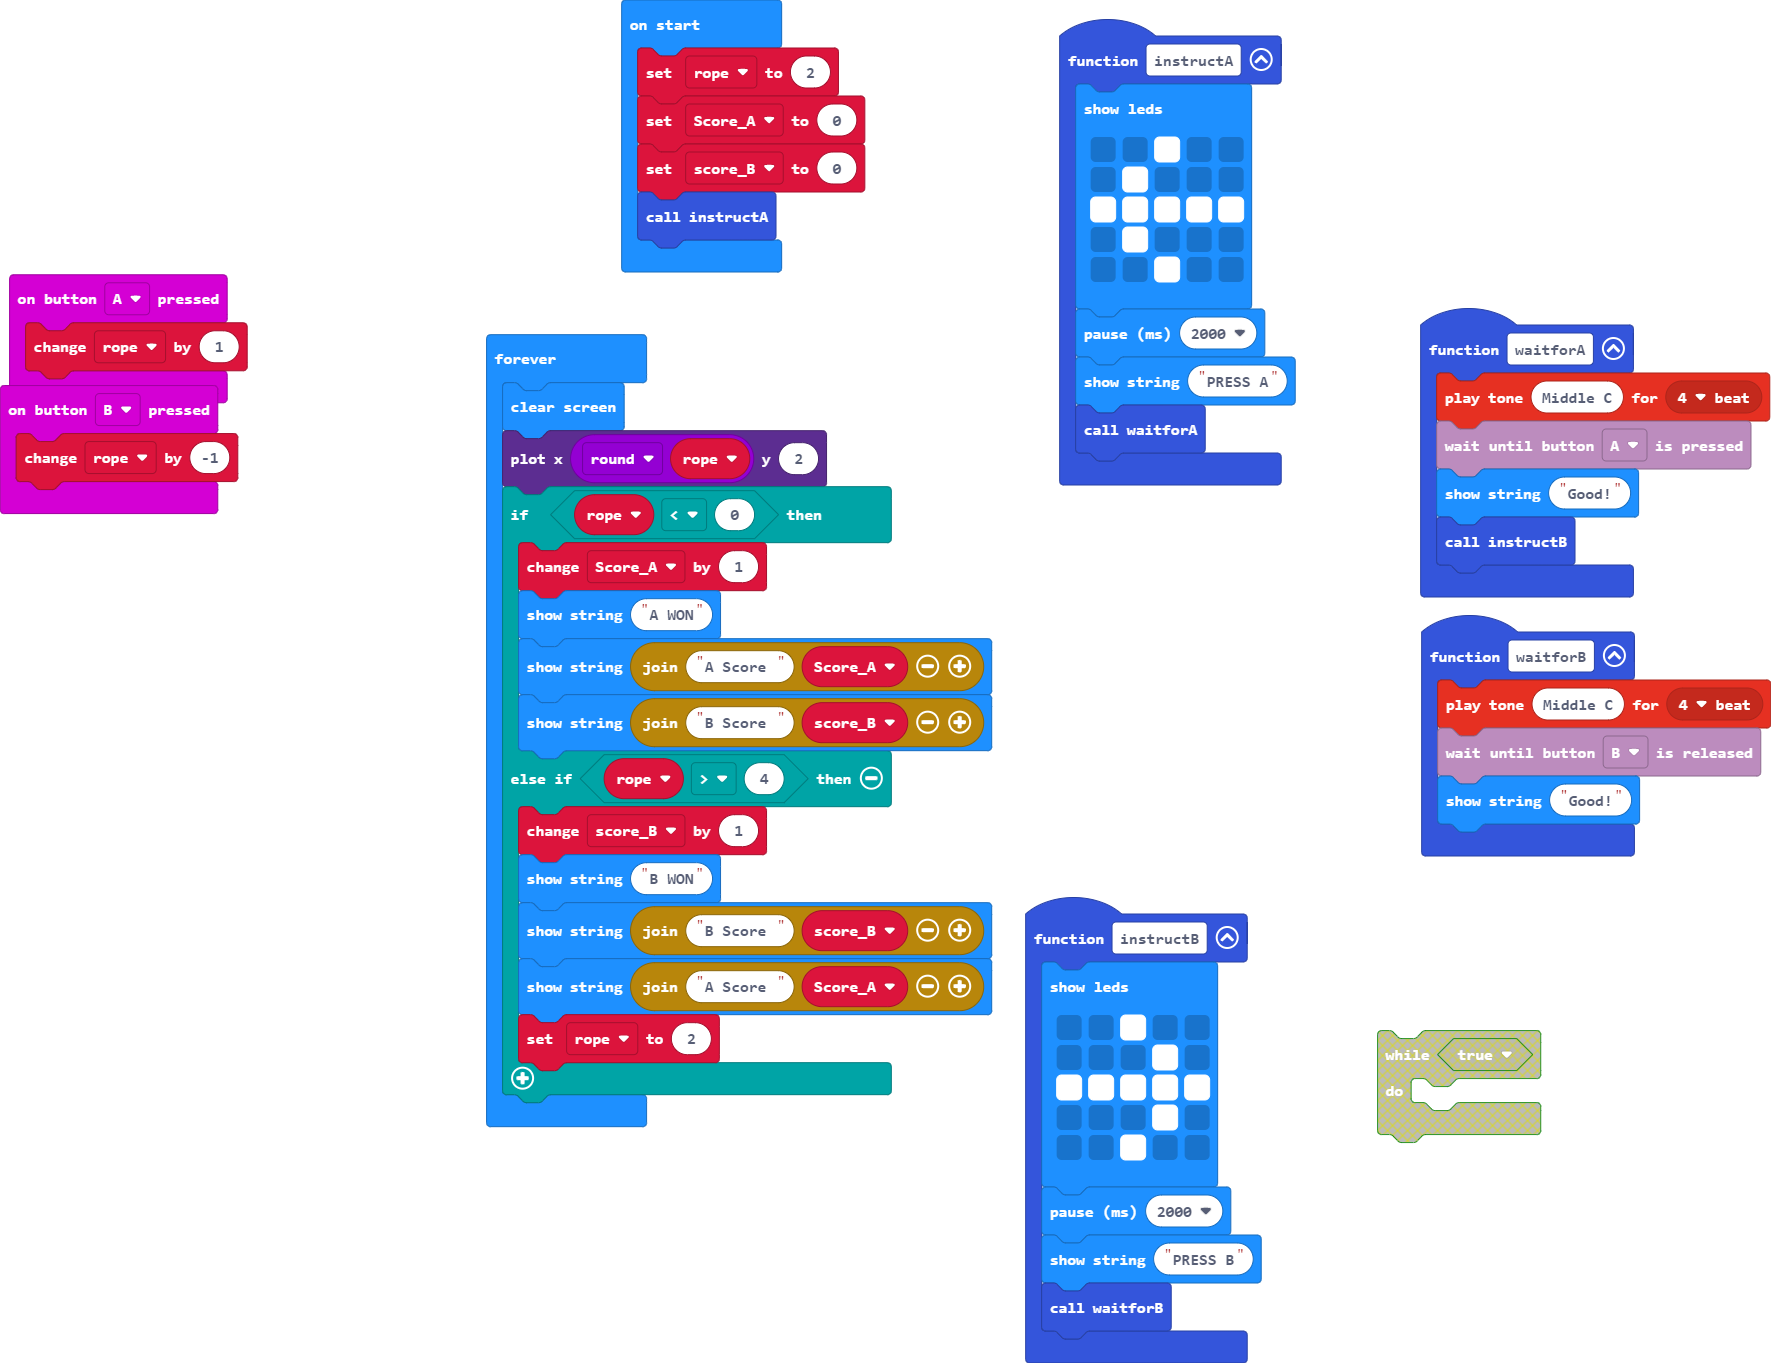 on start
set rope to 2
set Score_A to 0
set score_B to 0
call instructA
on button A pressed
change rope by 1
on button B pressed
change rope by -1
forever
clear screen
plot x round rope y 2
if rope < 0 then
change Score_A by 1
show string "A WON"
show string join "A Score " Score_A
show string join "B Score " score_B
else if rope > 4 then
change score_B by 1
show string "B WON"
show string join "B Score " score_B
show string join "A Score " Score_A
set rope to 2
function instructA
show leds
pause (ms) 2000
show string "PRESS A"
call waitforA
function waitforA
play tone Middle C for 4 beat
wait until button A is pressed
show string "Good!"
call instructB
function waitforB
play tone Middle C for 4 beat
wait until button B is released
show string "Good!"
function instructB
show leds
pause (ms) 2000
show string "PRESS B"
call waitforB
while true
do